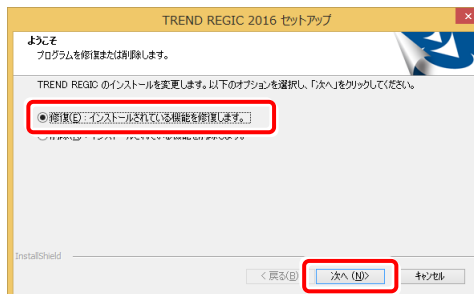 TREND REGIC 2016 セットアップ
ようこそ
プログラムを修復または削除します。
TREND REGIC のインストールを変更します。以下のオプションを選択し、「次へ」をクリックしてください。
修復(E) : インストールされている機能を修復します。
InstallShield
< 戻る(B)
次へ (N)>
キャンセル